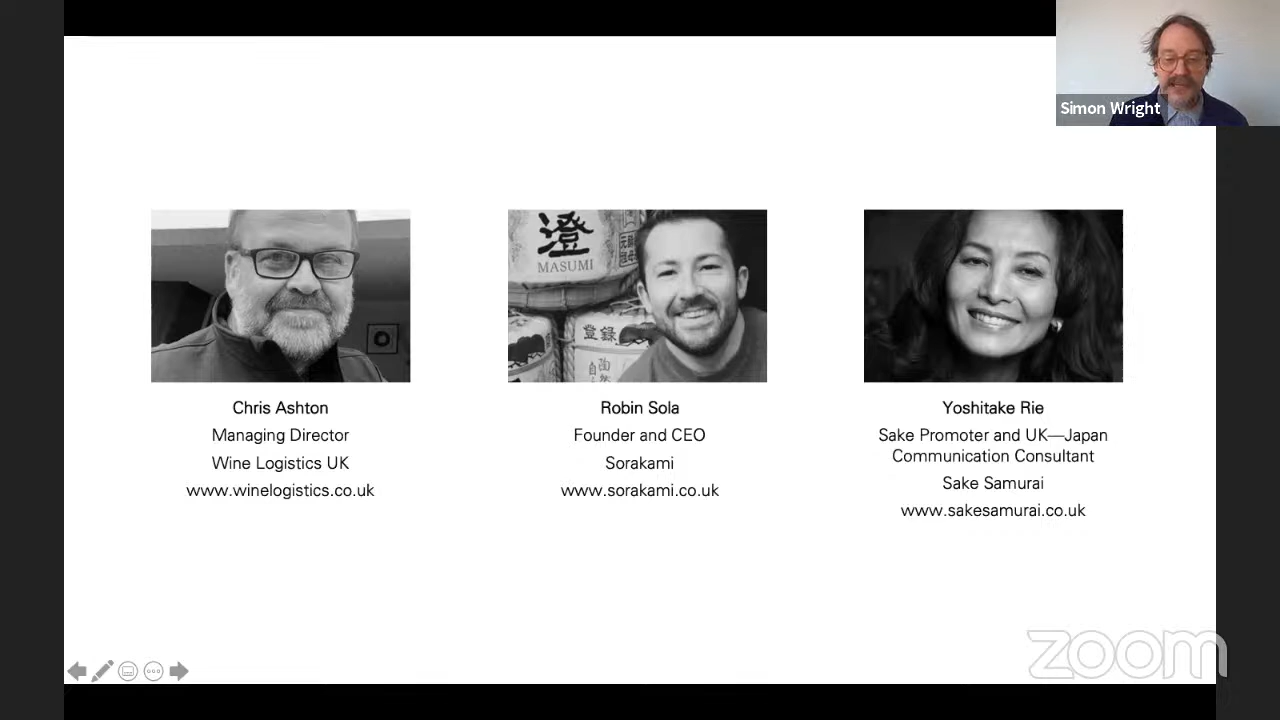 Simon Wright
澄
MASUMI
登録
Chris Ashton
Managing Director
Wine Logistics UK
www.winelogistics.co.uk
Robin Sola
Founder and CEO
Sorakami
www.sorakami.co.uk
Yoshitake Rie
Sake Promoter and UK—Japan
Communication Consultant
Sake Samurai
www.sakesamurai.co.uk
zoom